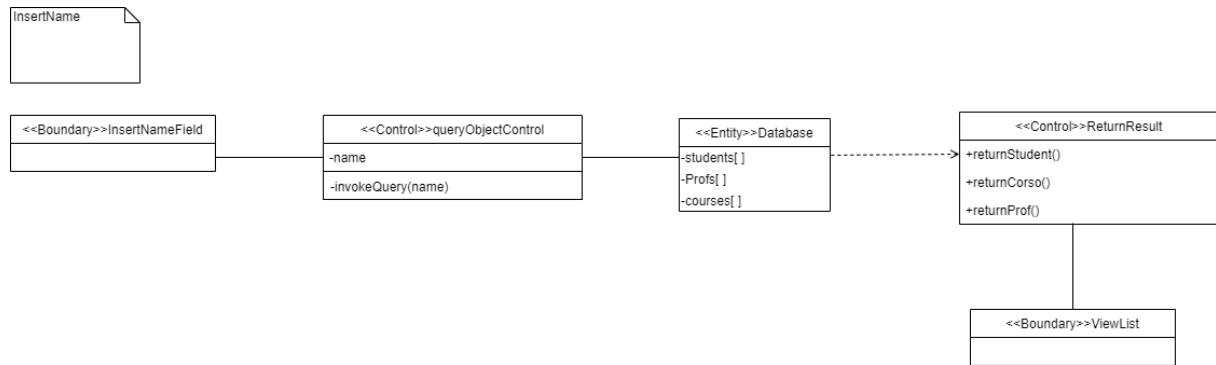 InsertName
<<Boundary>>InsertNameField
<<Control>>queryObjectControl
-name
-invokeQuery(name)
<<Entity>>Database
-students[ ]
-Profs[ ]
-courses[ ]
<<Control>>ReturnResult
+returnStudent()
+returnCorso()
+returnProf()
<<Boundary>>ViewList